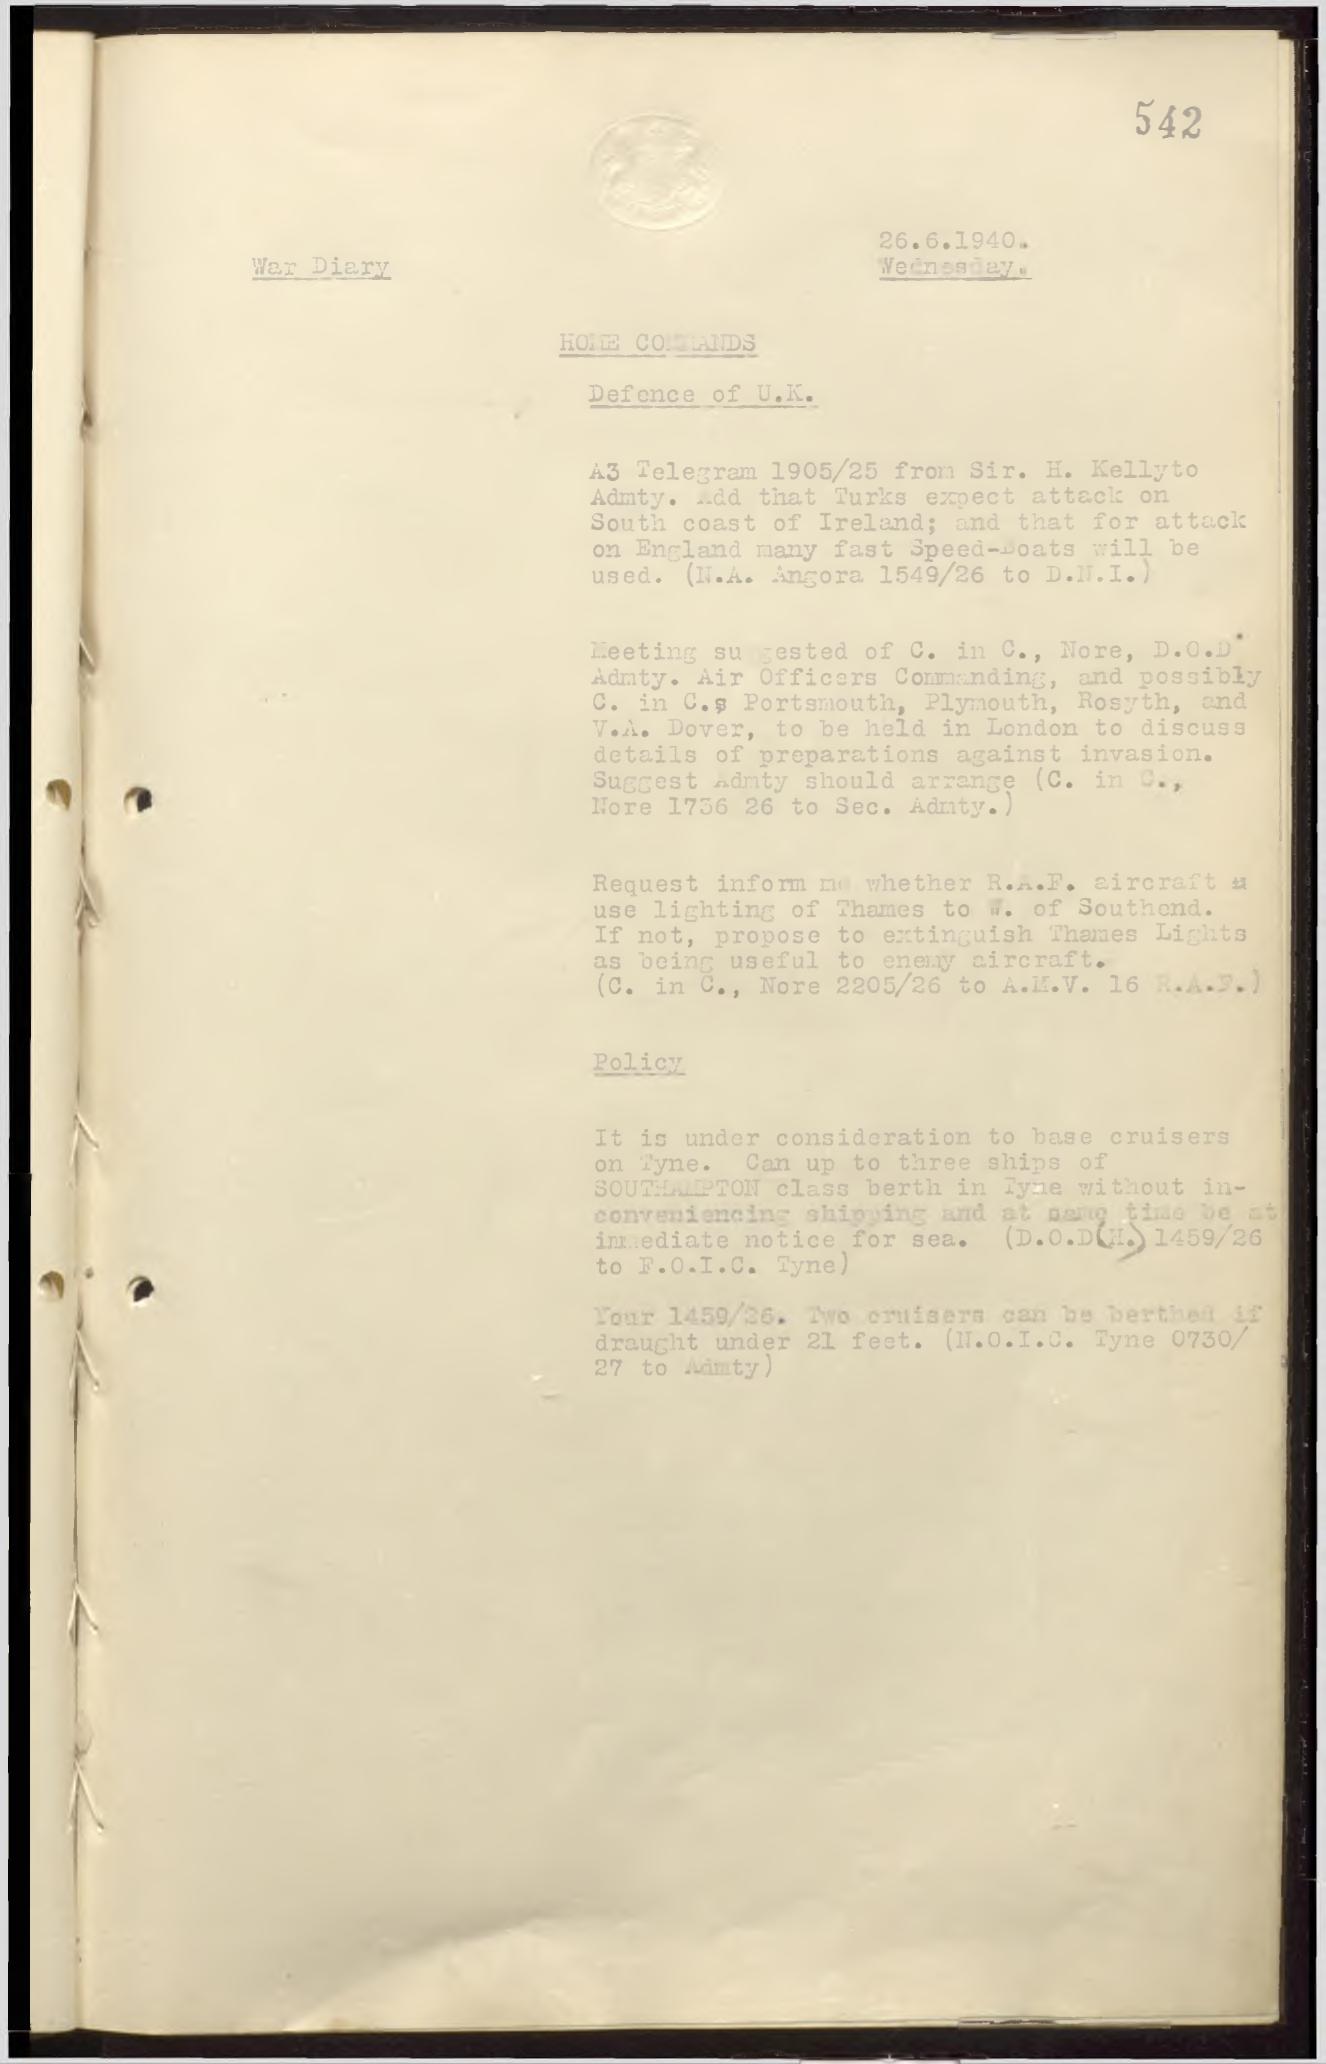 542
26.6.1940.
War Diary
Wednesday.
HOME COMMANDS
Defence of U.K.
A3 Telegram 1905/25 from Sir. H. Kellyto
Admty. Add that Turks expect attack on
South coast of Ireland; and that for attack
on England many fast Speed-Boats will be
used. (N.A. Angora 1549/26 to D.N.I.)
Meeting suggested of C. in C., Nore, D.O.D
Admty. Air Officers Commanding, and possibly
C. in C.s Portsmouth, Plymouth, Rosyth, and
V.A. Dover, to be held in London to discuss
details of preparations against invasion.
Suggest Admty should arrange (C. in C.,
Nore 1736 26 to Sec. Admty.)
Request inform me whether R.A.F. aircraft
use lighting of Thames to W. of Southend.
If not, propose to extinguish Thames Lights
as being useful to enemy aircraft.
(C. in C., Nore 2205/26 to A.M.V. 16 R.A.F.)
Policy
It is under consideration to base cruisers
on Tyne. Can up to three ships of
SOUTHAMPTON class berth in Tyne without in-
conveniencing shipping and at same time be at
immediate notice for sea. (D.O.D(H.) 1459/26
to F.O.I.C. Tyne)
Your 1459/26. Two cruisers can be berthed if
draught under 21 feet. (N.O.I.C. Tyne 0730/
27 to Admty)